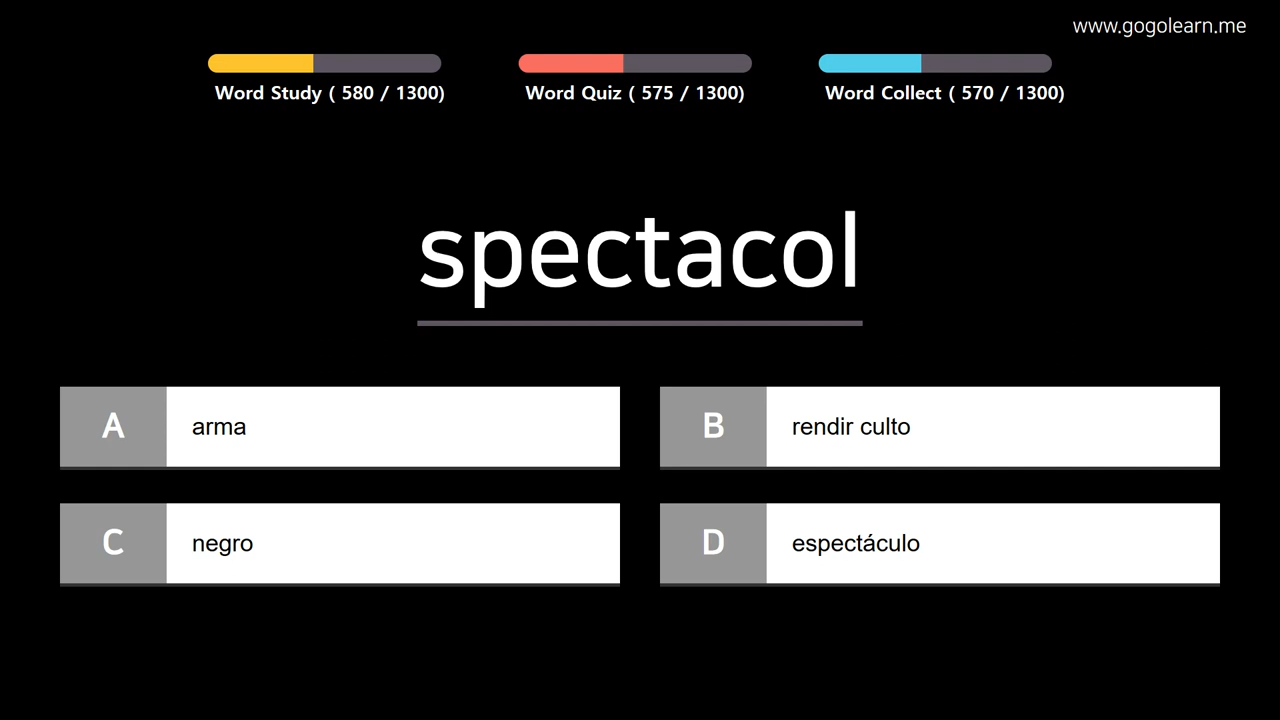 www.gogolearn.me
Word Study ( 580 / 1300)
Word Quiz ( 575 / 1300)
Word Collect ( 570 / 1300)
spectacol
A arma
B rendir culto
C negro
D espectáculo